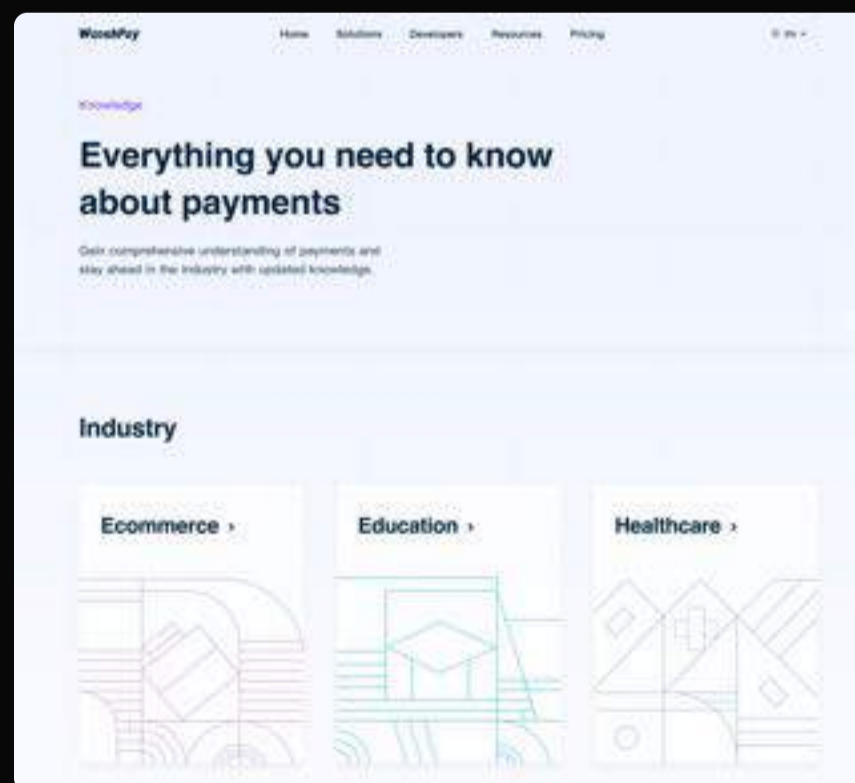 WooshPay
Home Solutions Developers Resources Pricing
EN
Knowledge
Everything you need to know
about payments
Gain comprehensive understanding of payments and
stay ahead in the industry with updated knowledge.
Industry
Ecommerce ›
Education ›
Healthcare ›